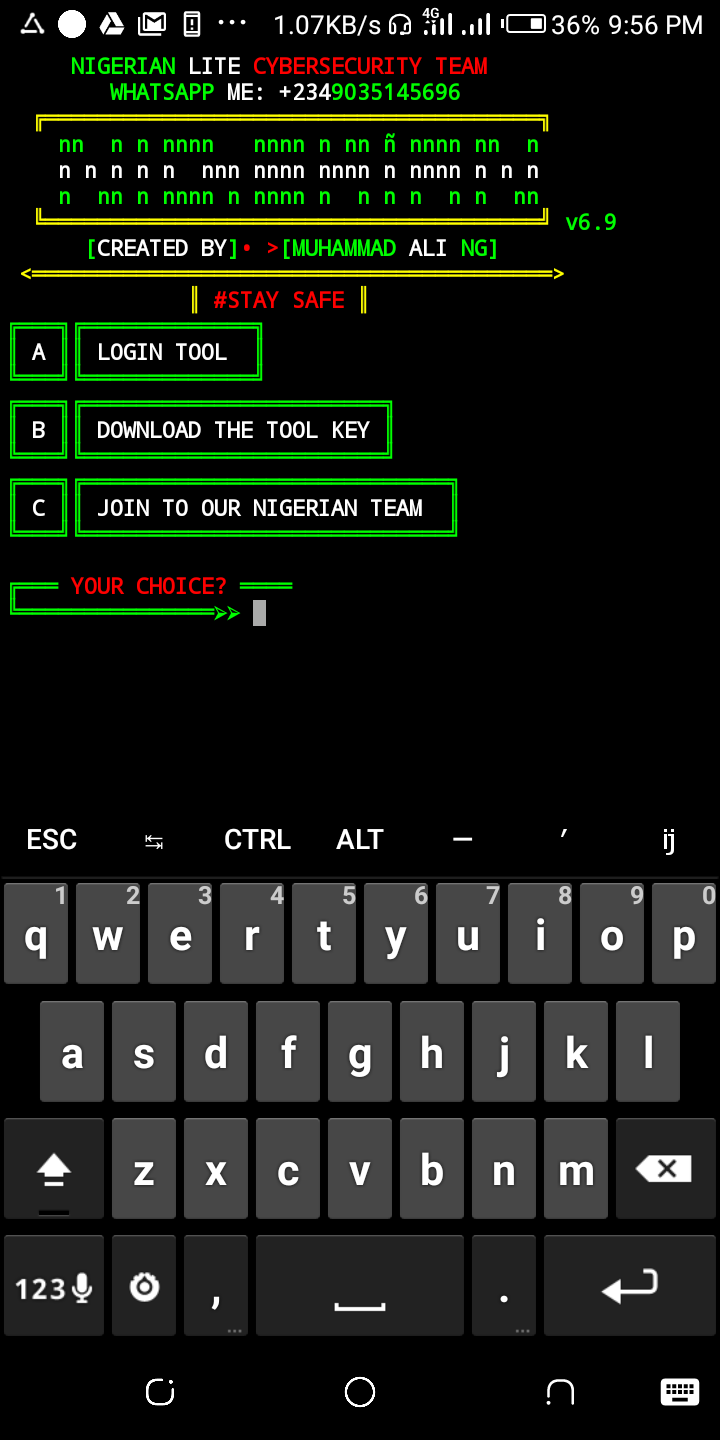 1.07KB/s 4G 36% 9:56 PM
NIGERIAN LITE CYBERSECURITY TEAM
WHATSAPP ME: +2349035145696
nn  n n nnnn   nnnn n nn ñ nnnn nn  n
n n n n n  nnn nnnn nnnn n nnnn n n n
n  nn n nnnn n nnnn n  n n n  n n  nn
v6.9
[CREATED BY]• >[MUHAMMAD ALI NG]
#STAY SAFE
A LOGIN TOOL
B DOWNLOAD THE TOOL KEY
C JOIN TO OUR NIGERIAN TEAM
YOUR CHOICE?
ESC CTRL ALT — ′ ij
1 2 3 4 5 6 7 8 9 0
q w e r t y u i o p
a s d f g h j k l
z x c v b n m
123 , .